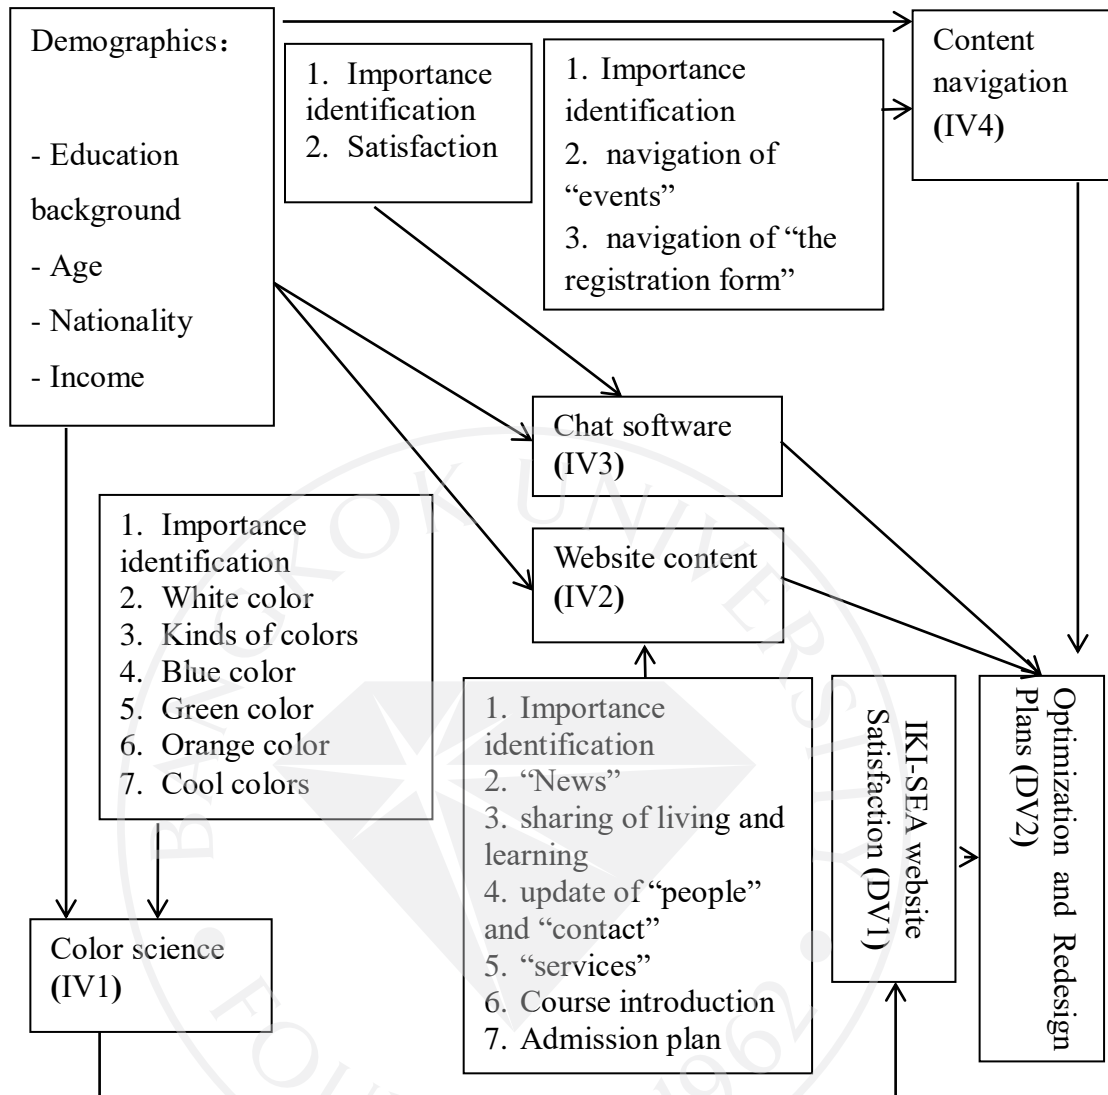 Demographics：
- Education
background
- Age
- Nationality
- Income
1. Importance
identification
2. Satisfaction
1. Importance
identification
2. navigation of
“events”
3. navigation of “the
registration form”
Content
navigation
(IV4)
Chat software
(IV3)
Website content
(IV2)
1. Importance
identification
2. White color
3. Kinds of colors
4. Blue color
5. Green color
6. Orange color
7. Cool colors
Color science
(IV1)
1. Importance
identification
2. “News”
3. sharing of living and
learning
4. update of “people”
and “contact”
5. “services”
6. Course introduction
7. Admission plan
IKI-SEA website
Satisfaction (DV1)
Optimization and Redesign
Plans (DV2)
BANGKOK UNIVERSITY
1962